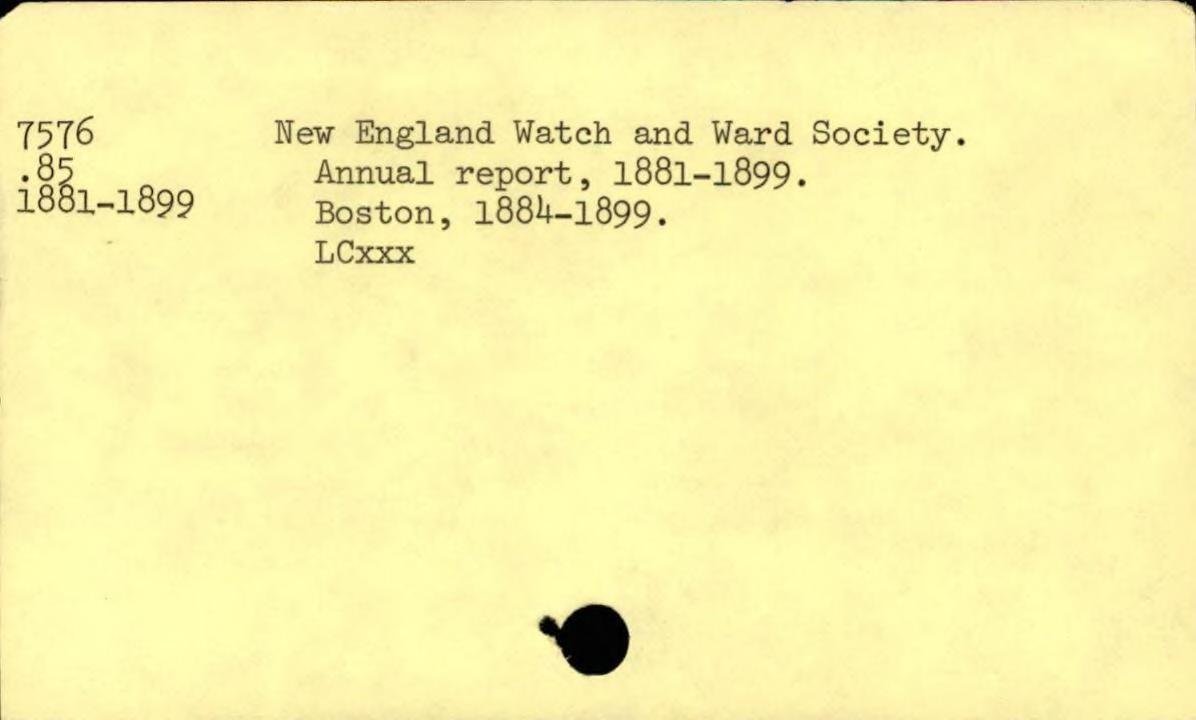 7576
.85
1881-1899
New England Watch and Ward Society.
Annual report, 1881-1899.
Boston, 1884-1899.
LCxxx